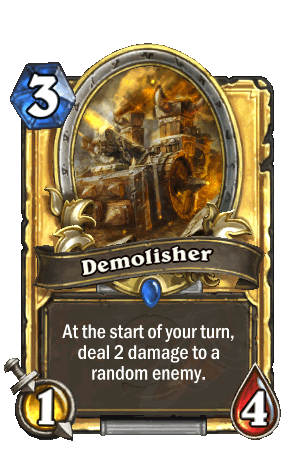 3
Demolisher
At the start of your turn,
deal 2 damage to a
random enemy.
1
4